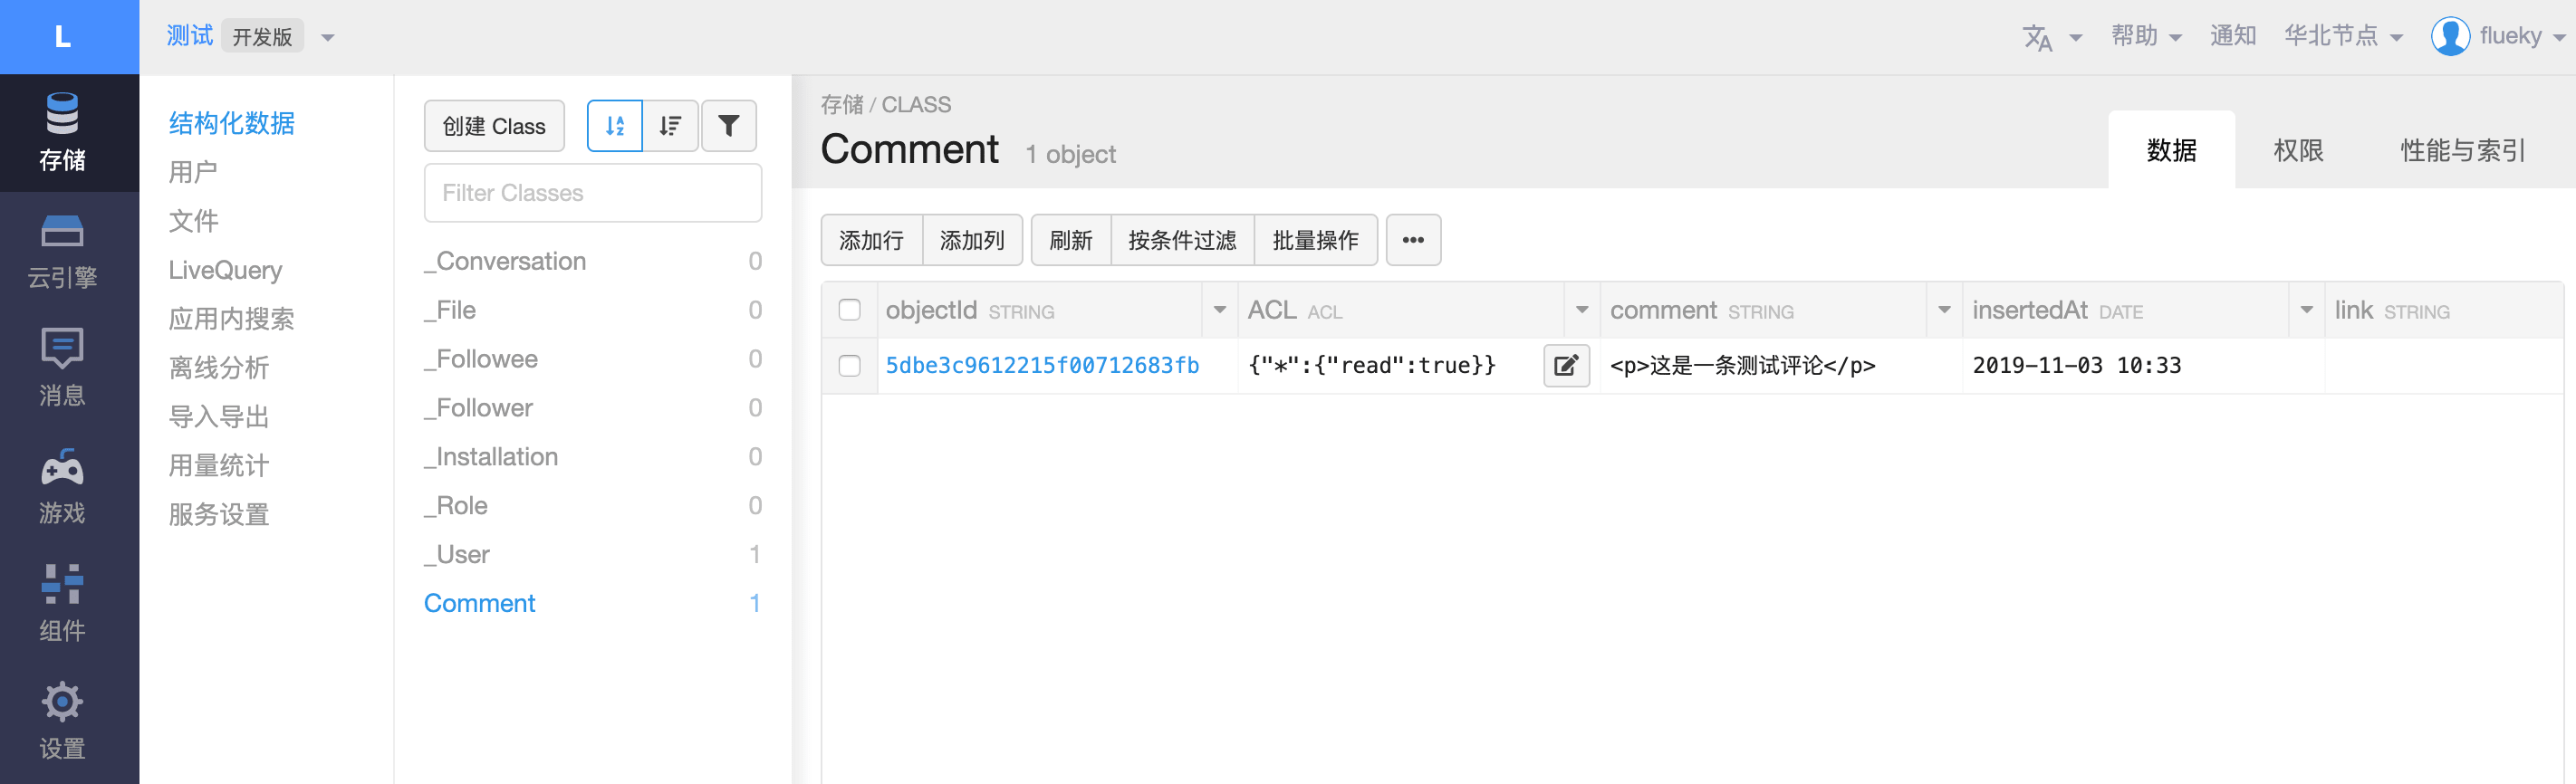 L
测试 开发版
帮助 通知 华北节点 flueky
存储
云引擎
消息
游戏
组件
设置
结构化数据
用户
文件
LiveQuery
应用内搜索
离线分析
导入导出
用量统计
服务设置
创建 Class
Filter Classes
_Conversation 0
_File 0
_Followee 0
_Follower 0
_Installation 0
_Role 0
_User 1
Comment 1
存储 / CLASS
Comment 1 object
数据 权限 性能与索引
添加行 添加列 刷新 按条件过滤 批量操作 •••
objectId STRING ACL ACL comment STRING insertedAt DATE link STRING
5dbe3c9612215f00712683fb {"*":{"read":true}} <p>这是一条测试评论</p> 2019-11-03 10:33